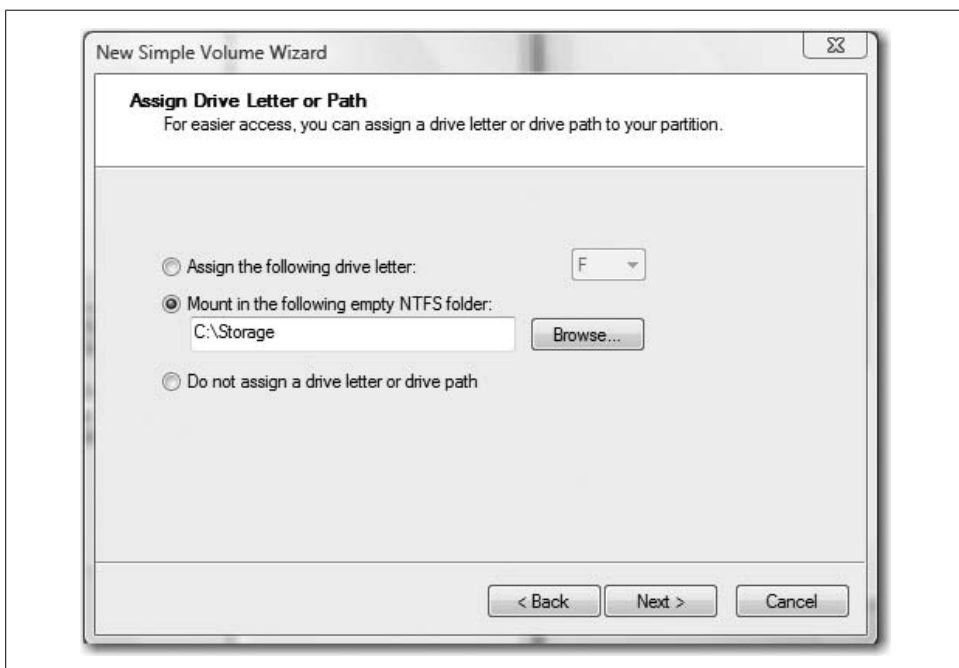 New Simple Volume Wizard
Assign Drive Letter or Path
For easier access, you can assign a drive letter or drive path to your partition.
Assign the following drive letter: F
Mount in the following empty NTFS folder:
C:\Storage Browse...
Do not assign a drive letter or drive path
< Back Next > Cancel